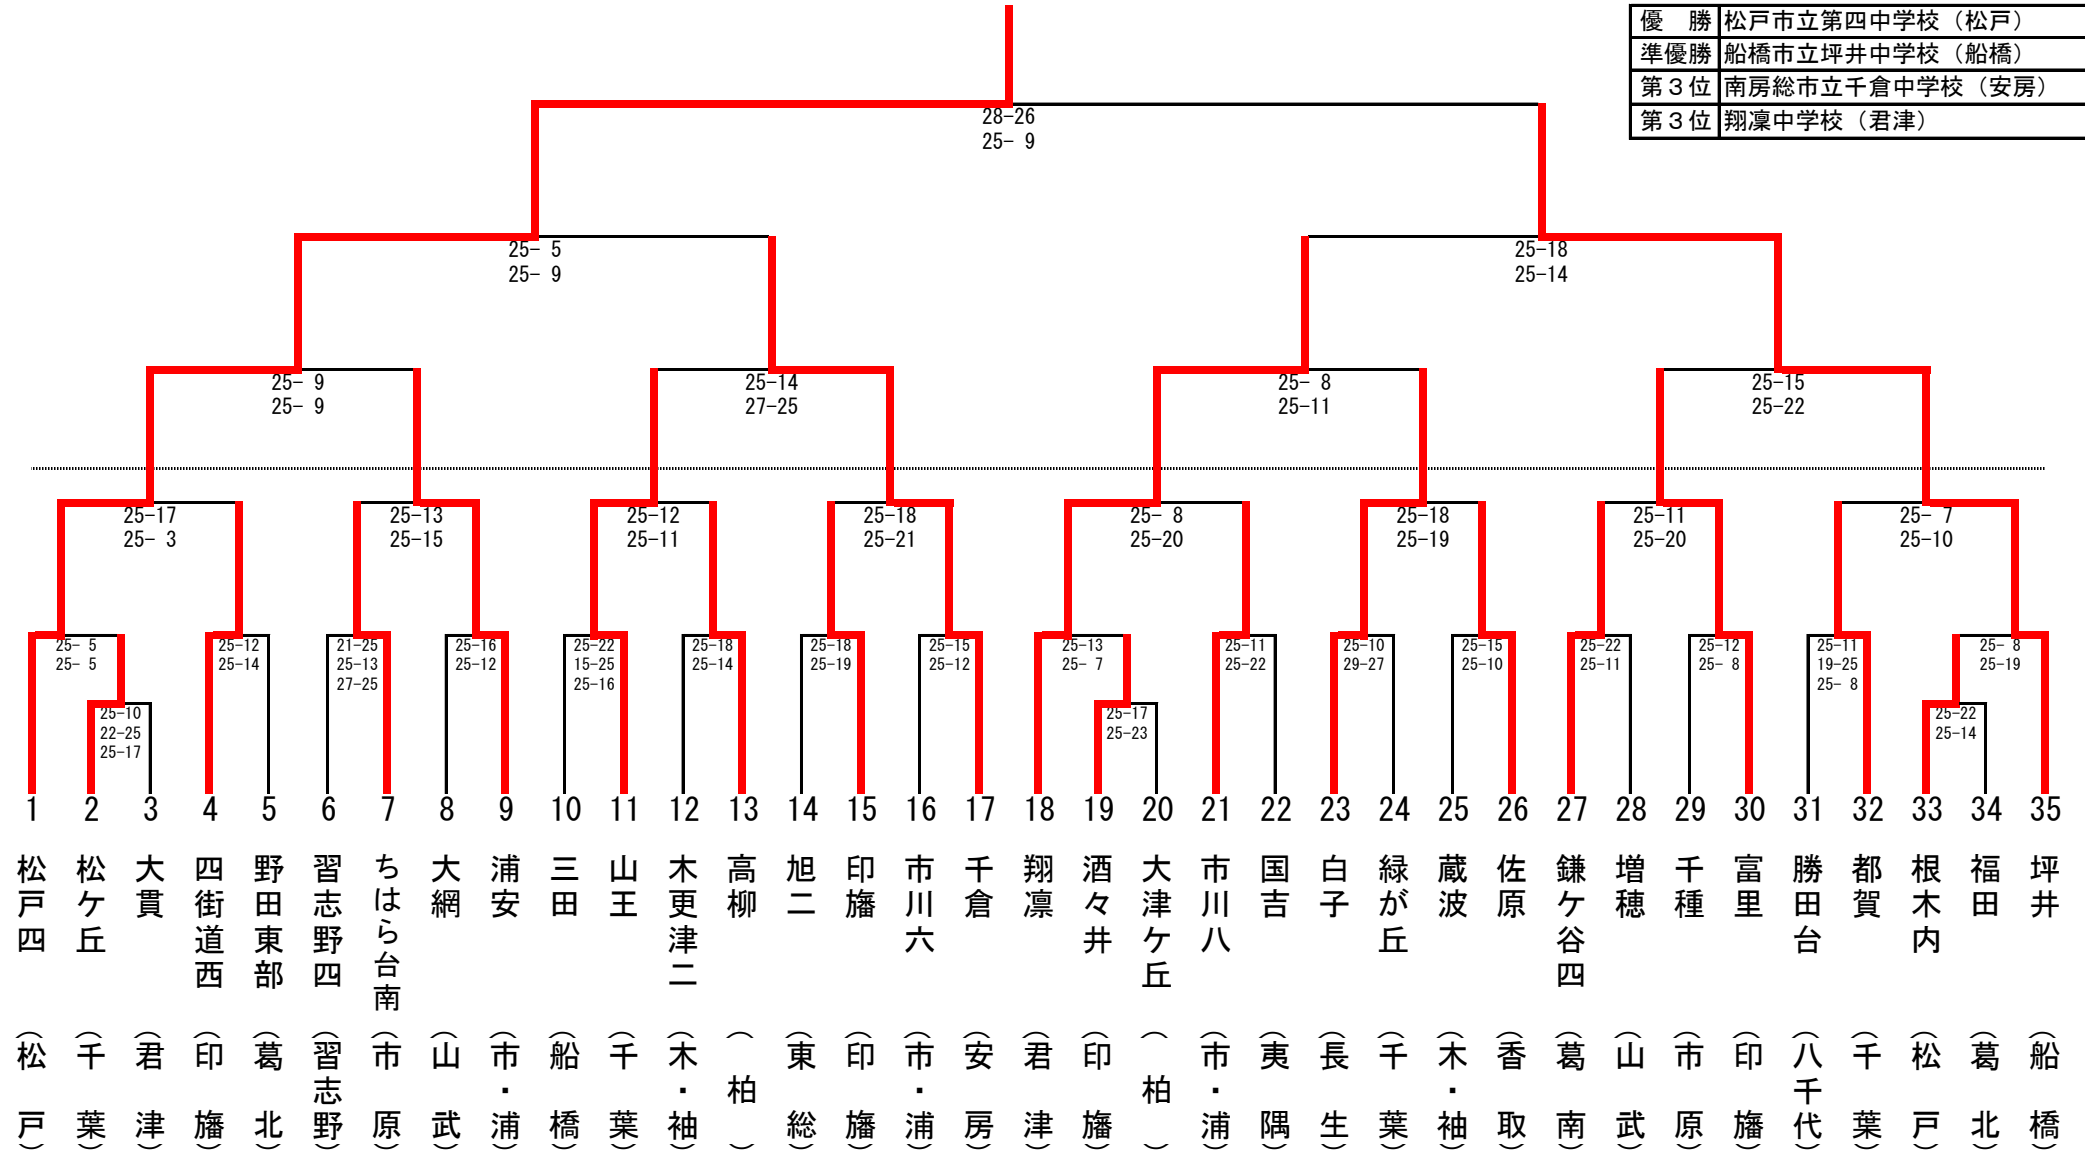 優　勝 松戸市立第四中学校（松戸）
準優勝 船橋市立坪井中学校（船橋）
第３位 南房総市立千倉中学校（安房）
第３位 翔凜中学校（君津）
28-26
25- 9
25- 5
25- 9
25-18
25-14
25- 9
25- 9
25-14
27-25
25- 8
25-11
25-15
25-22
25-17
25- 3
25-13
25-15
25-12
25-11
25-18
25-21
25- 8
25-20
25-18
25-19
25-11
25-20
25- 7
25-10
25- 5
25- 5
25-12
25-14
21-25
25-13
27-25
25-16
25-12
25-22
15-25
25-16
25-18
25-14
25-18
25-19
25-15
25-12
25-13
25- 7
25-11
25-22
25-10
29-27
25-15
25-10
25-22
25-11
25-12
25- 8
25-11
19-25
25- 8
25- 8
25-19
25-10
22-25
25-17
25-17
25-23
25-22
25-14
1 2 3 4 5 6 7 8 9 10 11 12 13 14 15 16 17 18 19 20 21 22 23 24 25 26 27 28 29 30 31 32 33 34 35
松戸四
松ケ丘
大貫
四街道西
野田東部
習志野四
ちはら台南
大網
浦安
三田
山王
木更津二
高柳
旭二
印旛
市川六
千倉
翔凛
酒々井
大津ケ丘
市川八
国吉
白子
緑が丘
蔵波
佐原
鎌ケ谷四
増穂
千種
富里
勝田台
都賀
根木内
福田
坪井
（松戸）
（千葉）
（君津）
（印旛）
（葛北）
（習志野）
（市原）
（山武）
（市・浦）
（船橋）
（千葉）
（木・袖）
（柏）
（東総）
（印旛）
（市・浦）
（安房）
（君津）
（印旛）
（柏）
（市・浦）
（夷隅）
（長生）
（千葉）
（木・袖）
（香取）
（葛南）
（山武）
（市原）
（印旛）
（八千代）
（千葉）
（松戸）
（葛北）
（船橋）